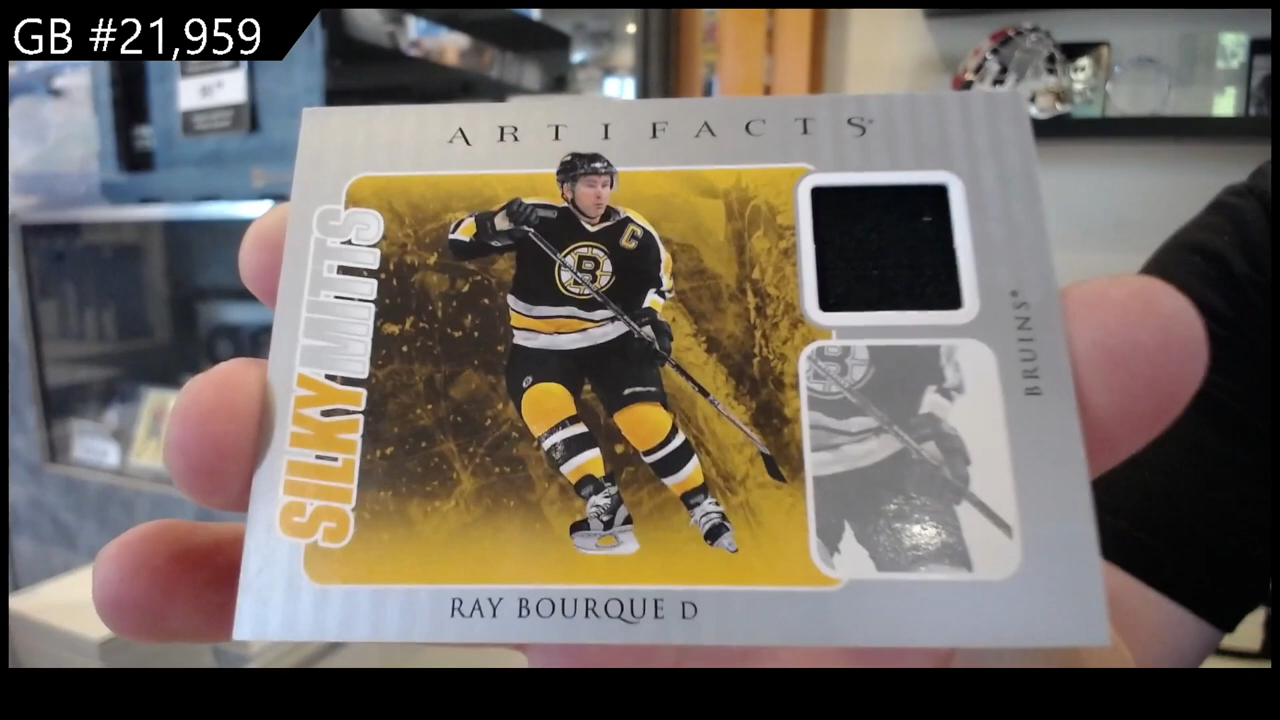 GB #21,959
ARTIFACTS
SILKY MITTS
C
B
BRUINS
B
RAY BOURQUE D